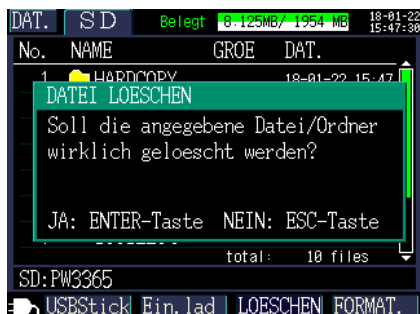 DAT. SD Belegt 8.125MB/ 1954 MB 18-01-22
15:47:30
No. NAME GROE DAT.
1 HARDCOPY 18-01-22 15:47
DATEI LOESCHEN
Soll die angegebene Datei/Ordner
wirklich geloescht werden?
JA: ENTER-Taste NEIN: ESC-Taste
total: 10 files
SD:PW3365
USBStick Ein.lad LOESCHEN FORMAT.